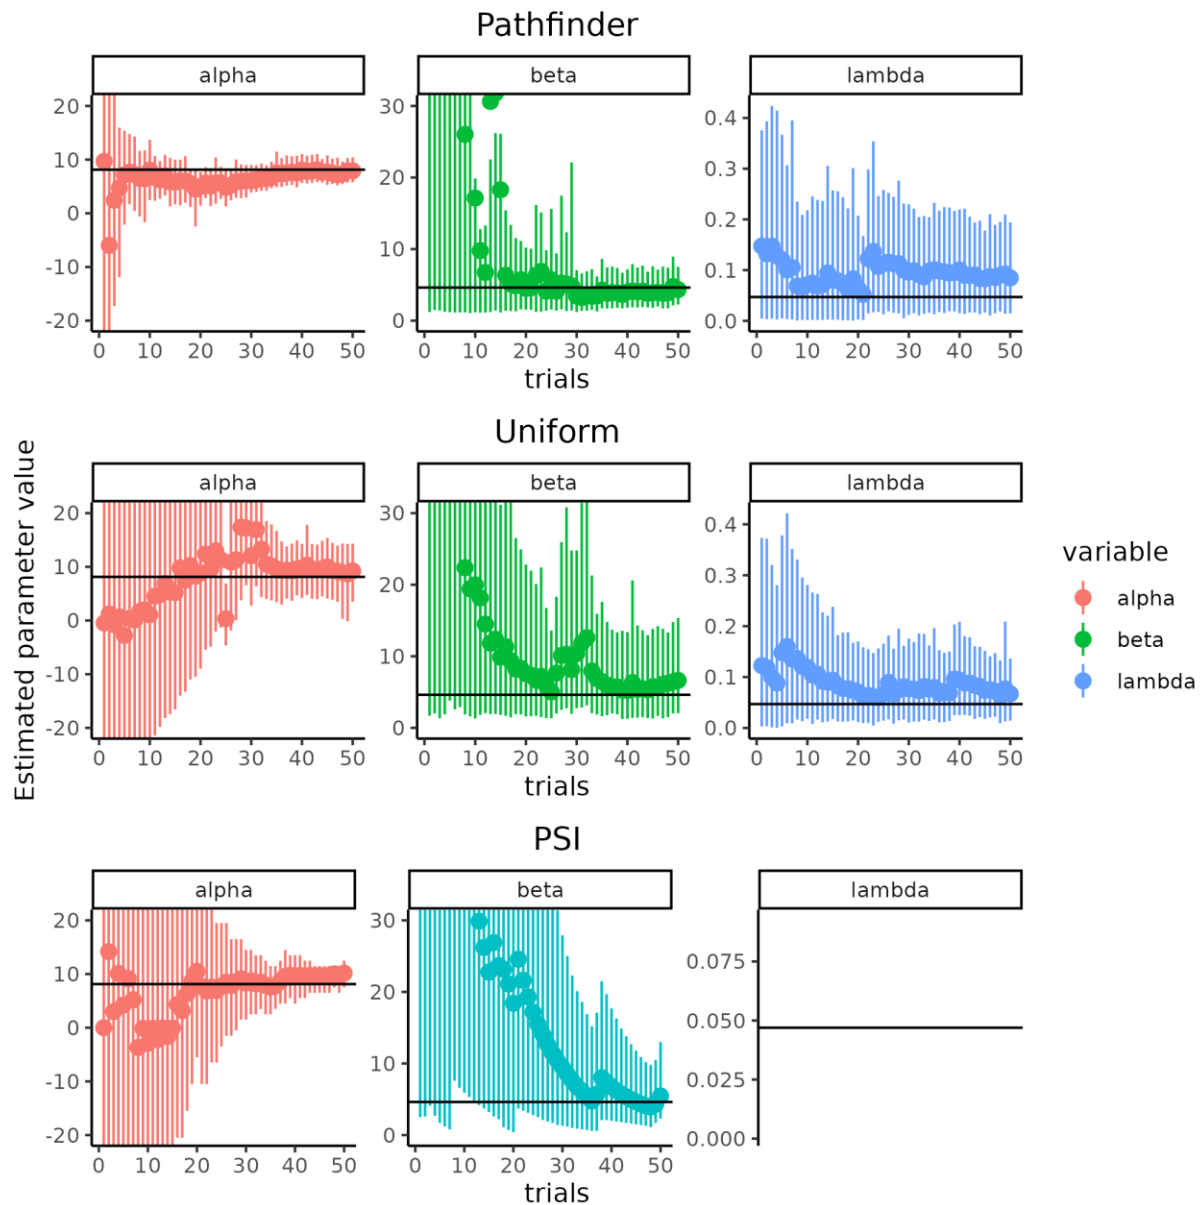 Pathfinder
alpha beta lambda
20 30 0.4
10 20 0.3
0 10 0.2
-10 0 0.1
-20 0.0
0 10 20 30 40 50 0 10 20 30 40 50 0 10 20 30 40 50
trials
Uniform
alpha beta lambda
20 30 0.4
10 20 0.3
0 10 0.2
-10 0 0.1
-20 0.0
0 10 20 30 40 50 0 10 20 30 40 50 0 10 20 30 40 50
trials
PSI
alpha beta lambda
20 30 0.075
10 20 0.050
0 10 0.025
-10 0 0.000
-20
0 10 20 30 40 50 0 10 20 30 40 50
trials
Estimated parameter value
variable
alpha
beta
lambda